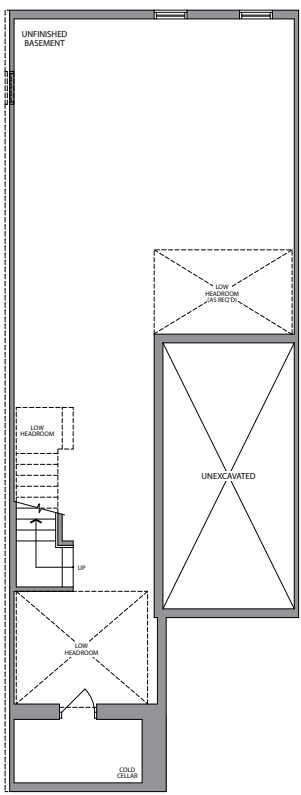 UNFINISHED
BASEMENT
LOW
HEADROOM
(AS REQ'D)
LOW
HEADROOM
UNEXCAVATED
UP
LOW
HEADROOM
COLD
CELLAR